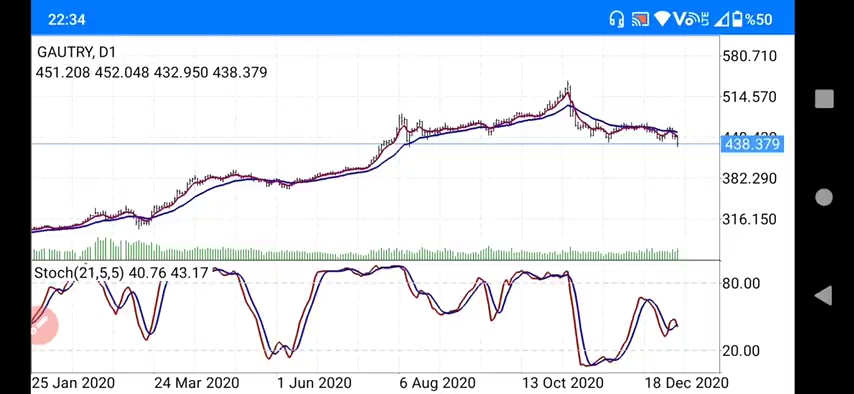 22:34
LTE
%50
GAUTRY, D1
451.208 452.048 432.950 438.379
580.710
514.570
438.379
382.290
316.150
Stoch(21,5,5) 40.76 43.17
80.00
20.00
25 Jan 2020 24 Mar 2020 1 Jun 2020 6 Aug 2020 13 Oct 2020 18 Dec 2020